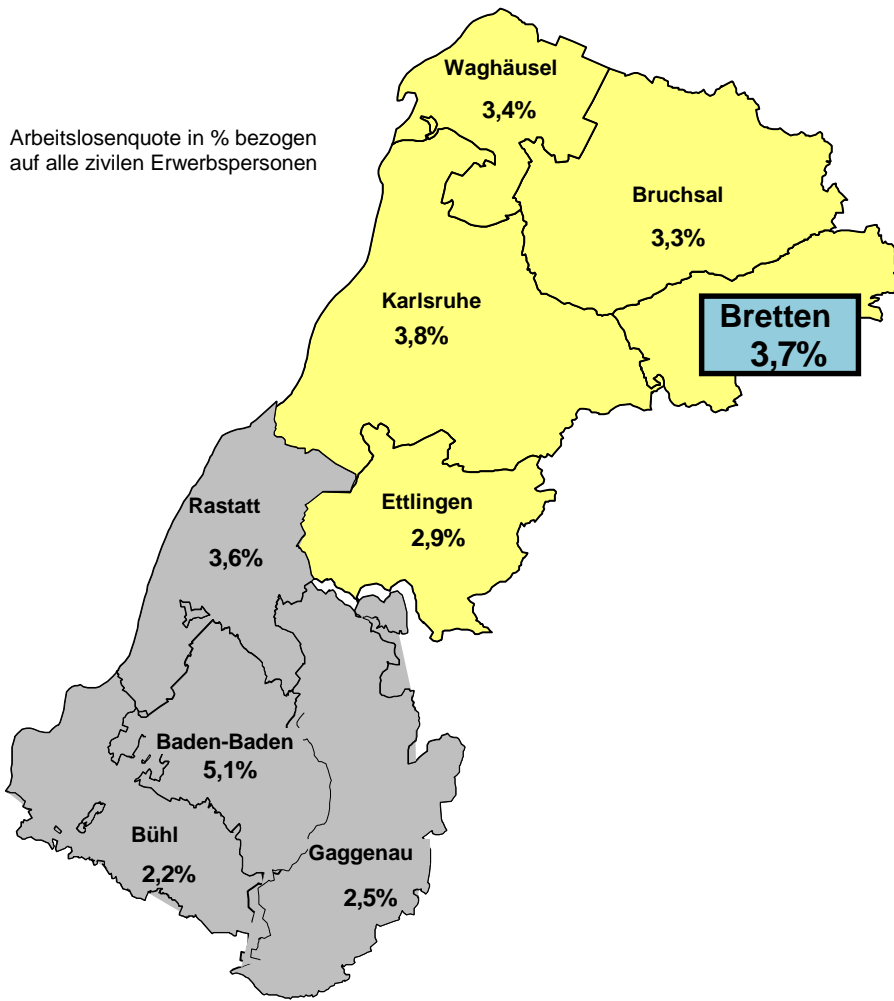 Waghäusel
3,4%
Arbeitslosenquote in % bezogen
auf alle zivilen Erwerbspersonen
Bruchsal
3,3%
Karlsruhe
3,8%
Bretten
3,7%
Ettlingen
2,9%
Rastatt
3,6%
Baden-Baden
5,1%
Bühl
2,2%
Gaggenau
2,5%